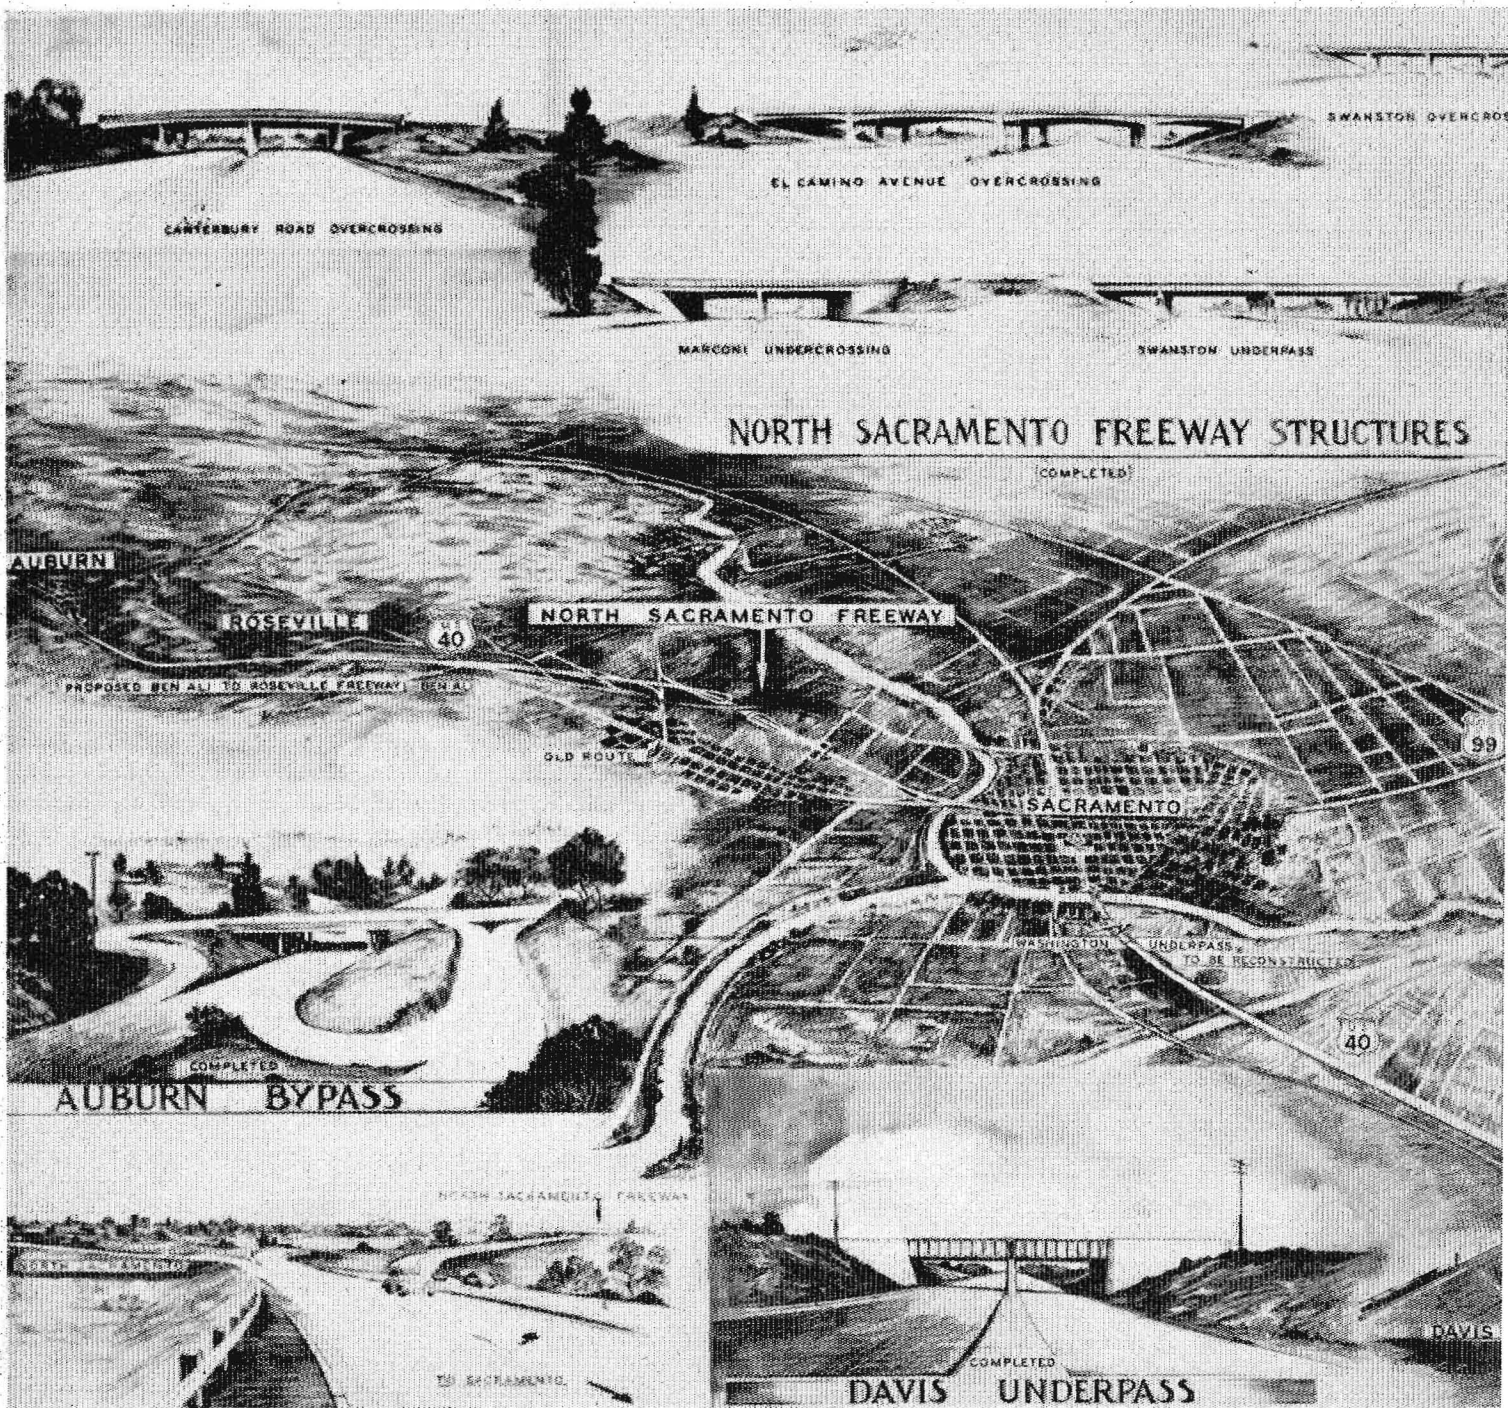 SWANSTON OVERCROS
EL CAMINO AVENUE OVERCROSSING
CANTERBURY ROAD OVERCROSSING
MARCONI UNDERCROSSING
SWANSTON UNDERPASS
NORTH SACRAMENTO FREEWAY STRUCTURES
(COMPLETED)
AUBURN
ROSEVILLE
U S
40
NORTH SACRAMENTO FREEWAY
PROPOSED BEN ALI TO ROSEVILLE FREEWAY
BEN ALI
OLD ROUTE
99
SACRAMENTO
WASHINGTON UNDERPASS
TO BE RECONSTRUCTED
U S
40
COMPLETED
AUBURN BYPASS
NORTH SACRAMENTO FREEWAY
NORTH SACRAMENTO
TO SACRAMENTO
DAVIS
COMPLETED
DAVIS UNDERPASS